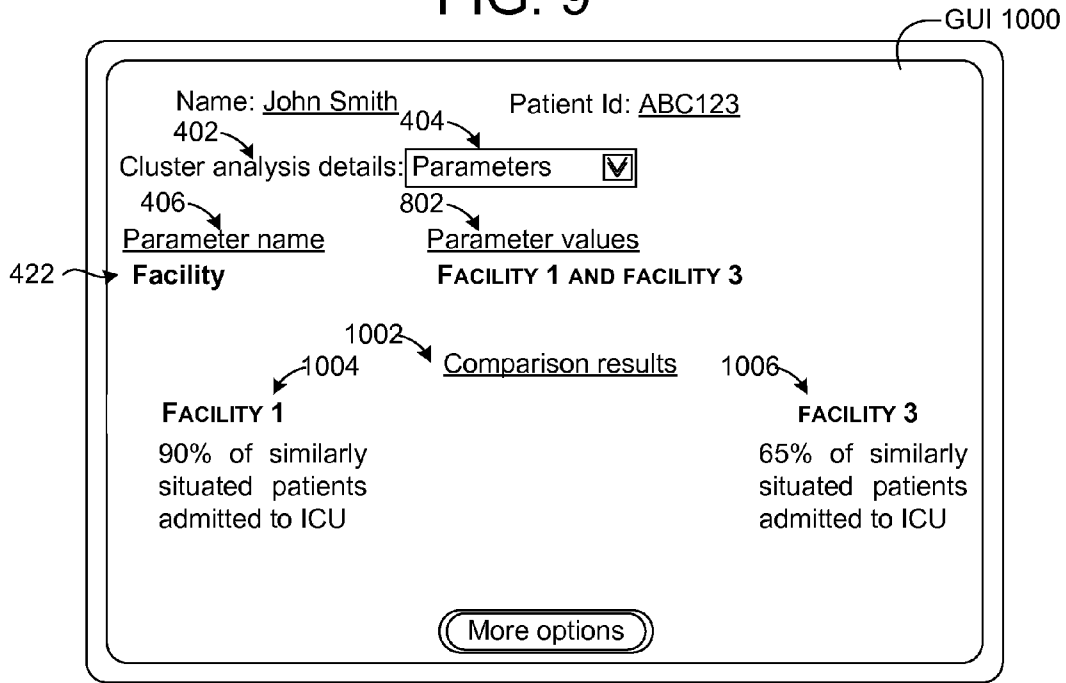 FIG. 9
GUI 1000
Name: John Smith
Patient Id: ABC123
402
404
Cluster analysis details: Parameters
406
802
Parameter name
Parameter values
422
Facility
FACILITY 1 AND FACILITY 3
1002
1004
Comparison results
1006
FACILITY 1
FACILITY 3
90% of similarly
situated patients
admitted to ICU
65% of similarly
situated patients
admitted to ICU
More options